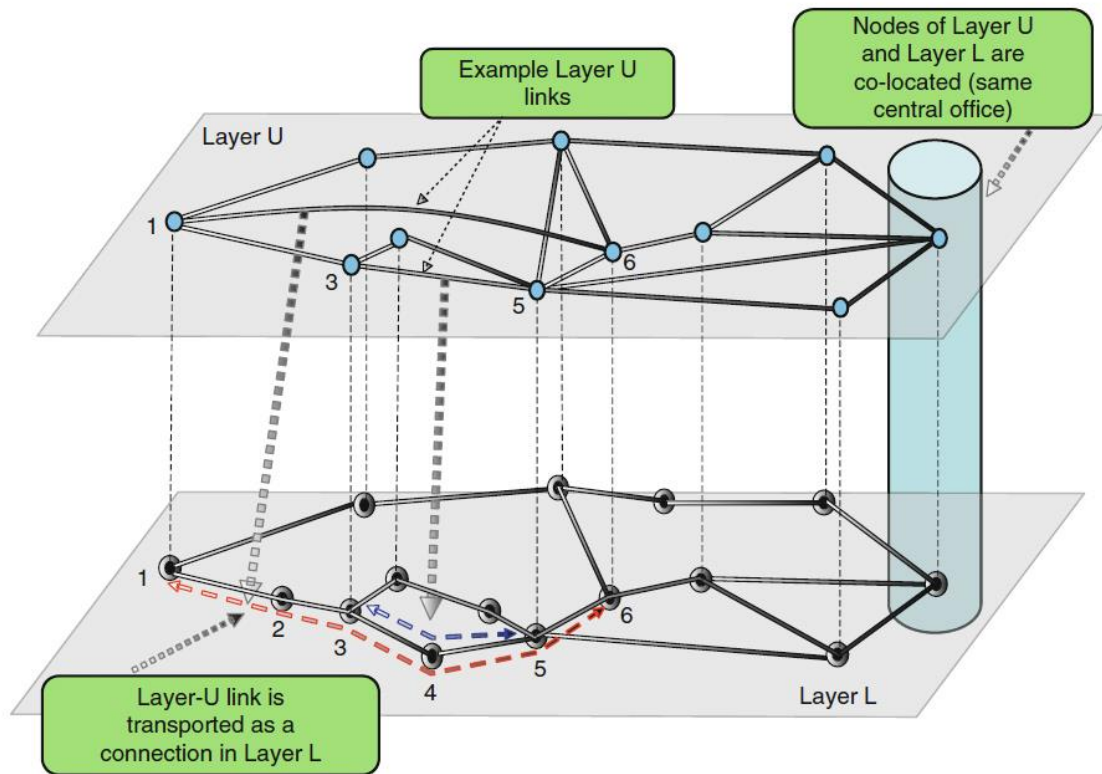 Nodes of Layer U
and Layer L are
co-located (same
central office)
Example Layer U
links
Layer U
1
3
5
6
1
2
3
4
5
6
Layer L
Layer-U link is
transported as a
connection in Layer L